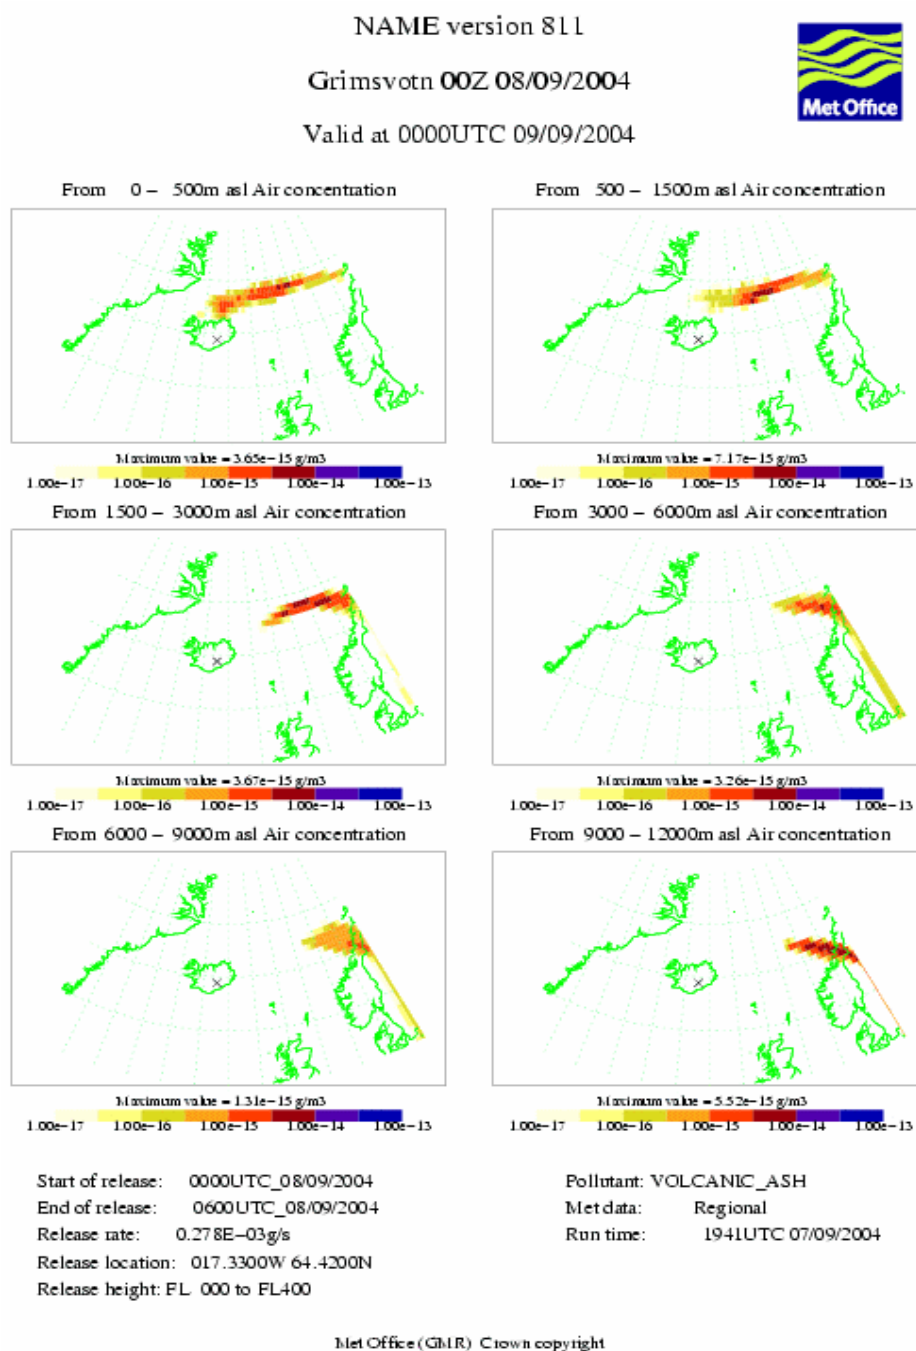 NAME version 811
Grimsvotn 00Z 08/09/2004
Valid at 0000UTC 09/09/2004
Met Office
From 0 – 500m asl Air concentration
From 500 – 1500m asl Air concentration
Maximum value = 3.65e−15 g/m3
Maximum value = 7.17e−15 g/m3
1.00e−17 1.00e−16 1.00e−15 1.00e−14 1.00e−13
1.00e−17 1.00e−16 1.00e−15 1.00e−14 1.00e−13
From 1500 – 3000m asl Air concentration
From 3000 – 6000m asl Air concentration
Maximum value = 3.67e−15 g/m3
Maximum value = 3.26e−15 g/m3
1.00e−17 1.00e−16 1.00e−15 1.00e−14 1.00e−13
1.00e−17 1.00e−16 1.00e−15 1.00e−14 1.00e−13
From 6000 – 9000m asl Air concentration
From 9000 – 12000m asl Air concentration
Maximum value = 1.31e−15 g/m3
Maximum value = 5.52e−15 g/m3
1.00e−17 1.00e−16 1.00e−15 1.00e−14 1.00e−13
1.00e−17 1.00e−16 1.00e−15 1.00e−14 1.00e−13
Start of release: 0000UTC_08/09/2004
End of release: 0600UTC_08/09/2004
Release rate: 0.278E−03g/s
Release location: 017.3300W 64.4200N
Release height: FL 000 to FL400
Pollutant: VOLCANIC_ASH
Met data: Regional
Run time: 1941UTC 07/09/2004
Met Office (GMR) Crown copyright